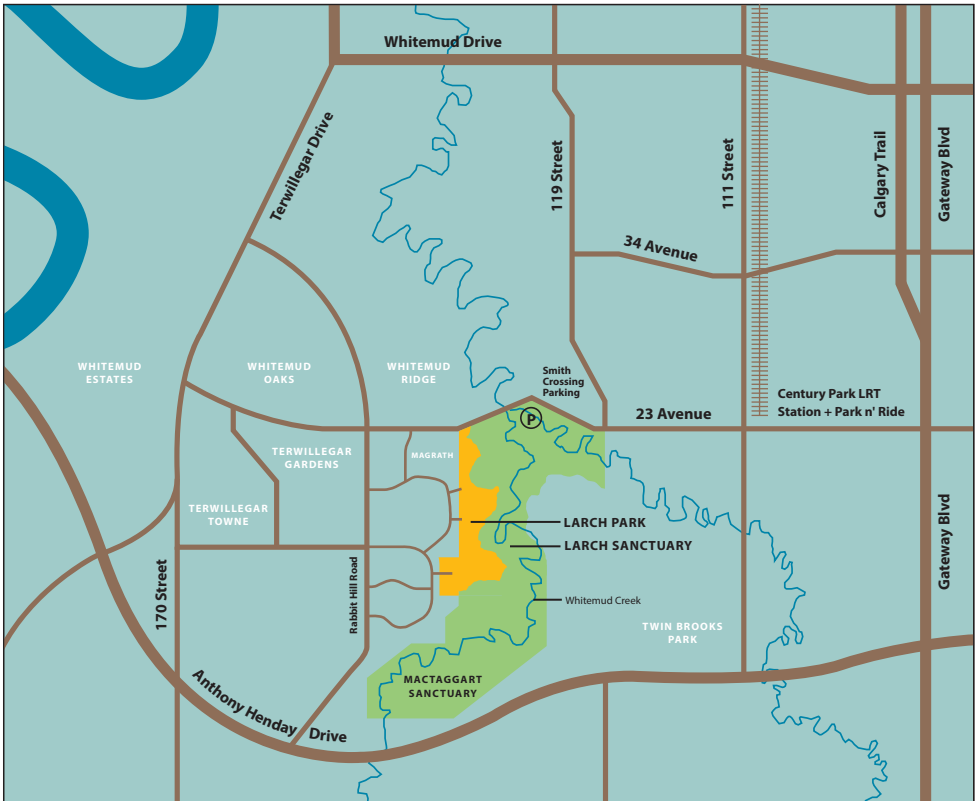 Whitemud Drive
Terwillegar Drive
119 Street
111 Street
Calgary Trail
Gateway Blvd
34 Avenue
WHITEMUD
ESTATES
WHITEMUD
OAKS
WHITEMUD
RIDGE
Smith
Crossing
Parking
P
23 Avenue
Century Park LRT
Station + Park n' Ride
TERWILLEGAR
GARDENS
MAGRATH
TERWILLEGAR
TOWNE
LARCH PARK
LARCH SANCTUARY
Gateway Blvd
170 Street
Rabbit Hill Road
Whitemud Creek
TWIN BROOKS
PARK
MACTAGGART
SANCTUARY
Anthony Henday Drive